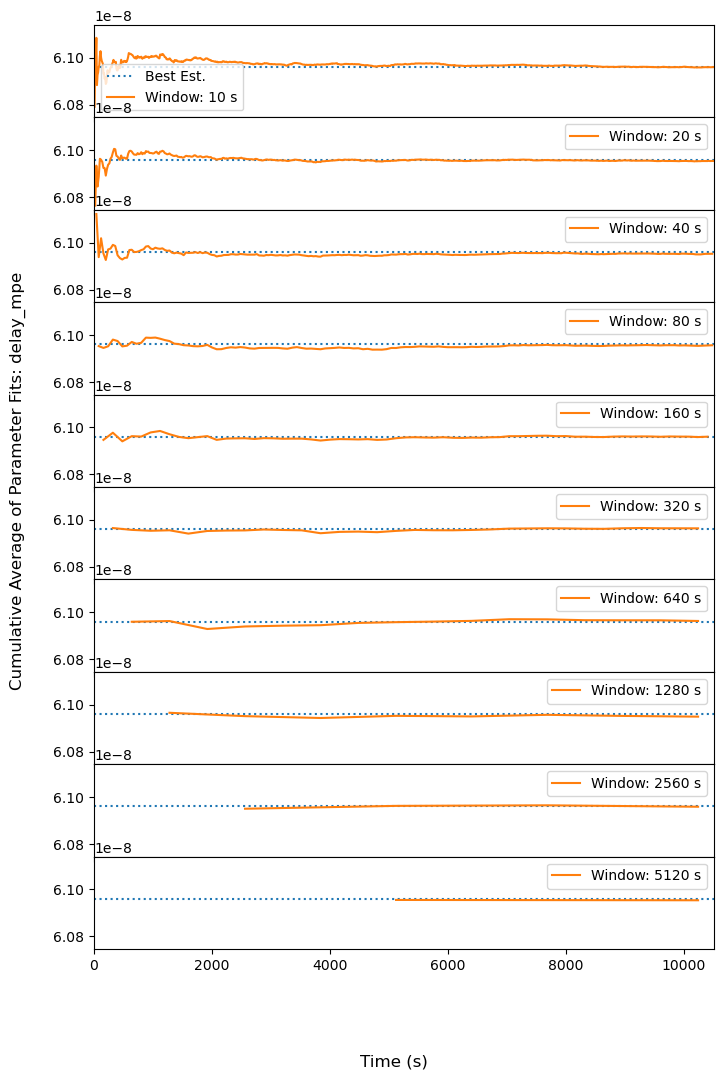 1e−8
6.10
Best Est.
Window: 10 s
6.08
1e−8
Window: 20 s
6.10
6.08
1e−8
Window: 40 s
6.10
6.08
1e−8
Window: 80 s
6.10
6.08
1e−8
Window: 160 s
6.10
6.08
1e−8
Window: 320 s
6.10
6.08
1e−8
Window: 640 s
6.10
6.08
1e−8
Window: 1280 s
6.10
6.08
1e−8
Window: 2560 s
6.10
6.08
1e−8
Window: 5120 s
6.10
6.08
0 2000 4000 6000 8000 10000
Time (s)
Cumulative Average of Parameter Fits: delay_mpe